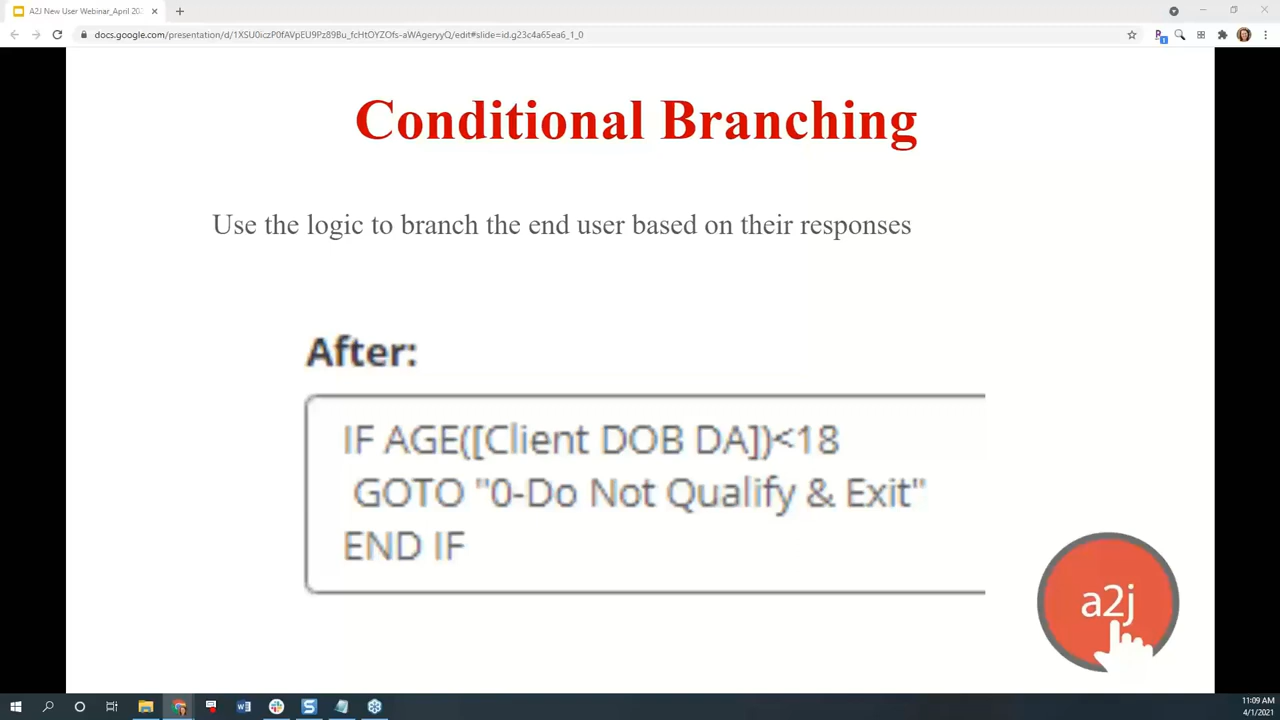 A2J New User Webinar_April 20
docs.google.com/presentation/d/1XSU0iczP0fAVpEU9Pz89Bu_fcHtOYZOfs-aWAgeryyQ/edit#slide=id.g23c4a65ea6_1_0
Conditional Branching
Use the logic to branch the end user based on their responses
After:
IF AGE([Client DOB DA])<18
GOTO "0-Do Not Qualify & Exit"
END IF
a2j
11:09 AM
4/1/2021